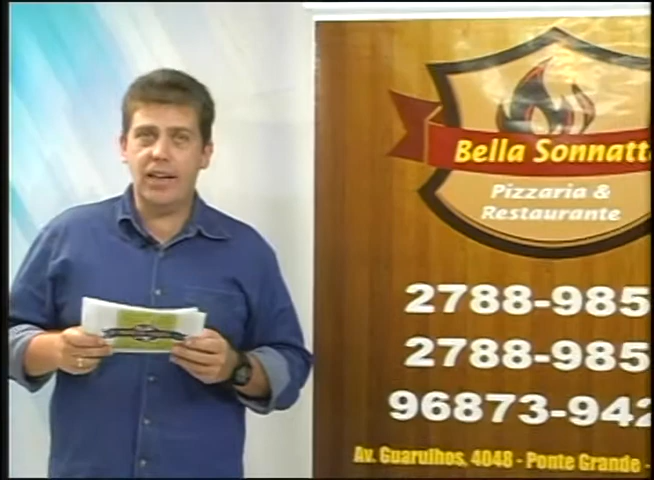 Bella Sonnatt
Pizzaria &
Restaurante
2788-985
2788-985
96873-942
Av. Guarulhos, 4048 - Ponte Grande -